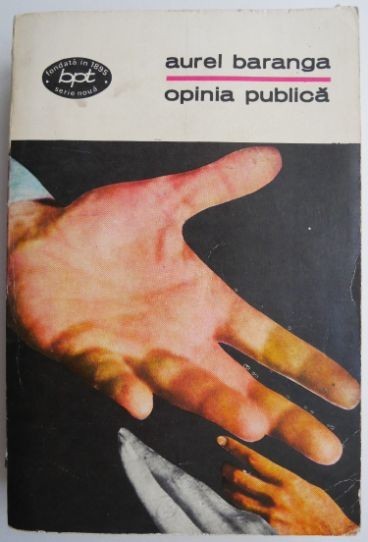 fondată în 1895
bpt
serie nouă
aurel baranga
opinia publică